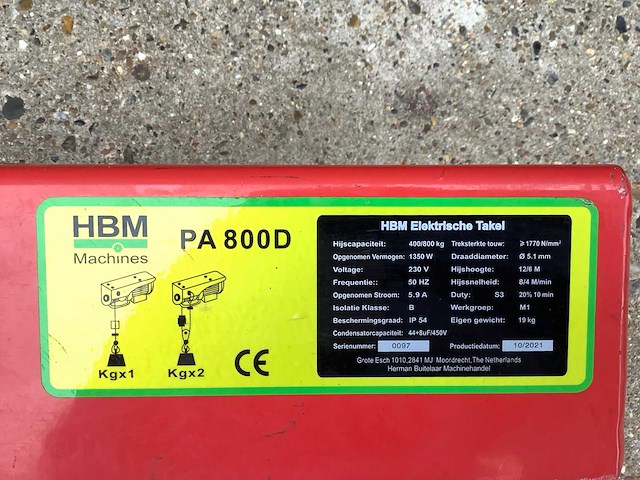 HBM
Machines
PA 800D
Kgx1
Kgx2
CE
HBM Elektrische Takel
Hijscapaciteit: 400/800 kg Treksterkte touw: ≥1770 N/mm²
Opgenomen Vermogen: 1350 W Draaddiameter: Ø 5.1 mm
Voltage: 230 V Hijshoogte: 12/6 M
Frequentie:: 50 HZ Hijssnelheid: 8/4 M/min
Opgenomen Stroom: 5.9 A Duty: S3 20% 10 min
Isolatie Klasse: B Werkgroep: M1
Beschermingsgraad: IP 54 Eigen gewicht: 19 kg
Condensatorcapaciteit: 44+8uF/450V
Serienummer: 0097 Productiedatum: 10/2021
Grote Esch 1010,2841 MJ Moordrecht,The Netherlands
Herman Buitelaar Machinehandel